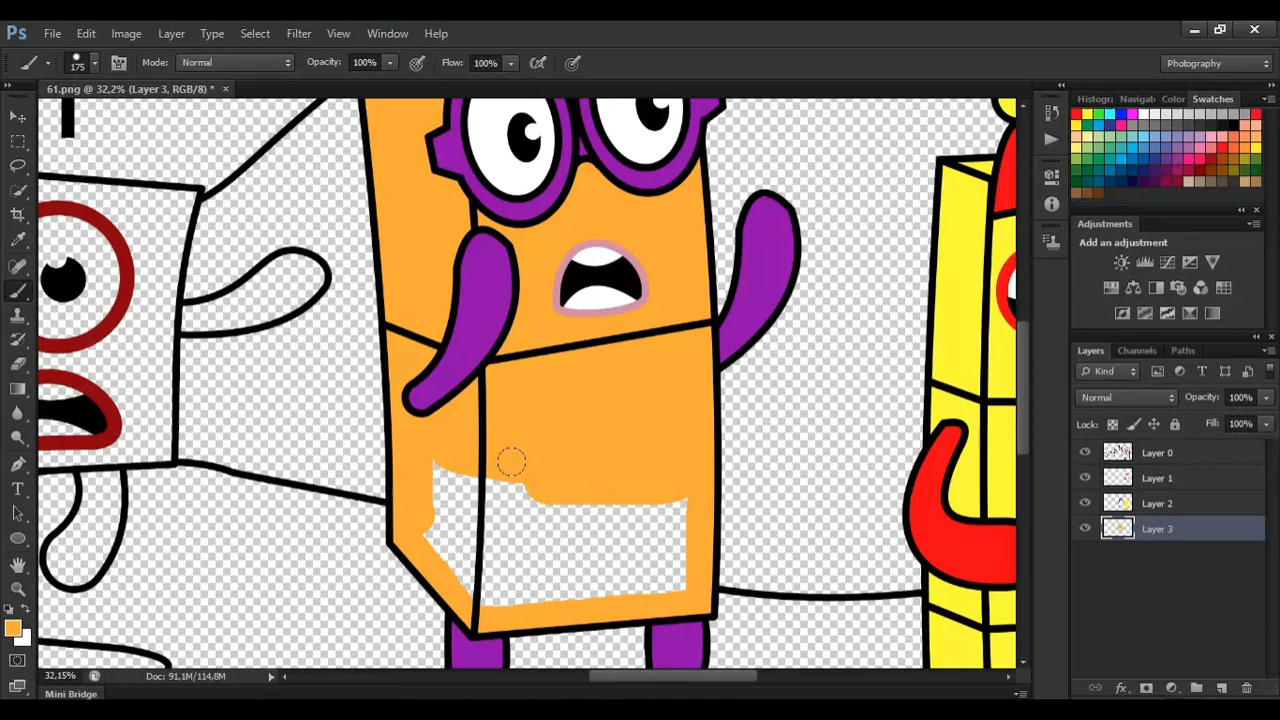 Ps File Edit Image Layer Type Select Filter View Window Help
175 Mode: Normal Opacity: 100% Flow: 100% Photography
61.png @ 32,2% (Layer 3, RGB/8) * x
Histogr Navigat Color Swatches
Adjustments
Add an adjustment
Layers Channels Paths
Kind
Normal Opacity: 100%
Lock: Fill: 100%
Layer 0
Layer 1
Layer 2
Layer 3
32,15% Doc: 91,1M/114,8M
Mini Bridge